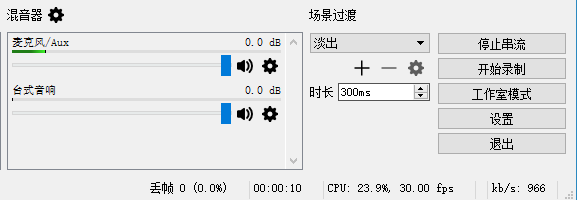 混音器
场景过渡
麦克风/Aux 0.0 dB
淡出
停止串流
开始录制
台式音响 0.0 dB
时长 300ms
工作室模式
设置
退出
丢帧 0 (0.0%) 00:00:10 CPU: 23.9%, 30.00 fps kb/s: 966